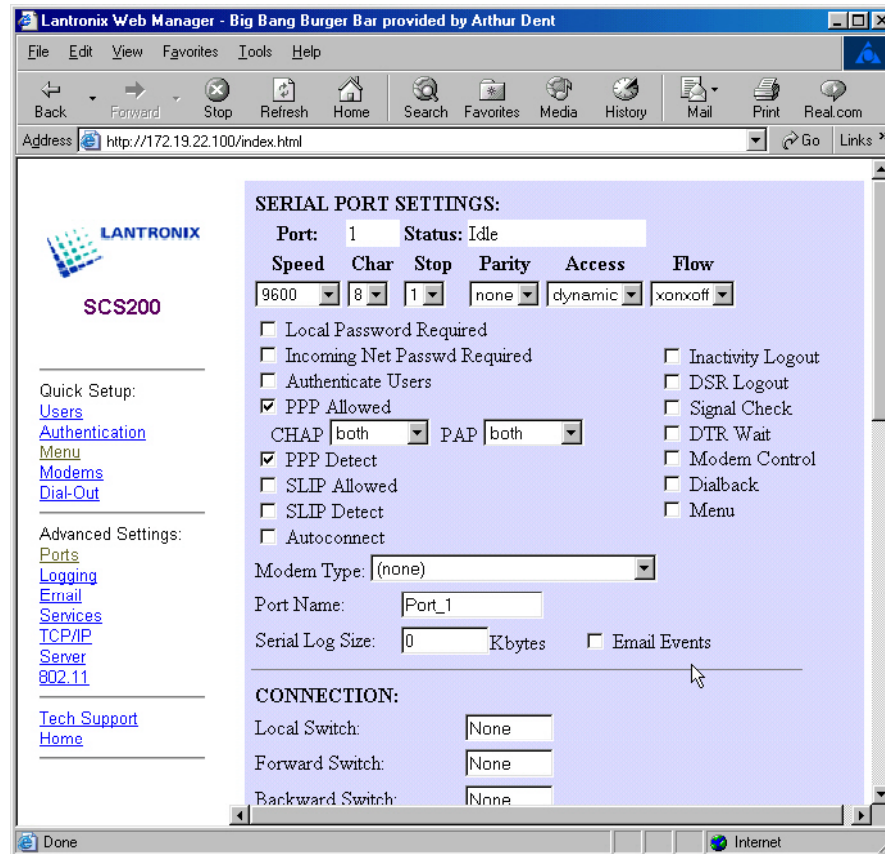 Lantronix Web Manager - Big Bang Burger Bar provided by Arthur Dent
File Edit View Favorites Tools Help
Back Forward Stop Refresh Home Search Favorites Media History Mail Print Real.com
Address http://172.19.22.100/index.html Go Links »
LANTRONIX
SCS200
Quick Setup:
Users
Authentication
Menu
Modems
Dial-Out
Advanced Settings:
Ports
Logging
Email
Services
TCP/IP
Server
802.11
Tech Support
Home
SERIAL PORT SETTINGS:
Port: 1 Status: Idle
Speed Char Stop Parity Access Flow
9600 8 1 none dynamic xonxoff
Local Password Required
Incoming Net Passwd Required Inactivity Logout
Authenticate Users DSR Logout
PPP Allowed Signal Check
CHAP both PAP both DTR Wait
PPP Detect Modem Control
SLIP Allowed Dialback
SLIP Detect Menu
Autoconnect
Modem Type: (none)
Port Name: Port_1
Serial Log Size: 0 Kbytes Email Events
CONNECTION:
Local Switch: None
Forward Switch: None
Backward Switch: None
Done Internet